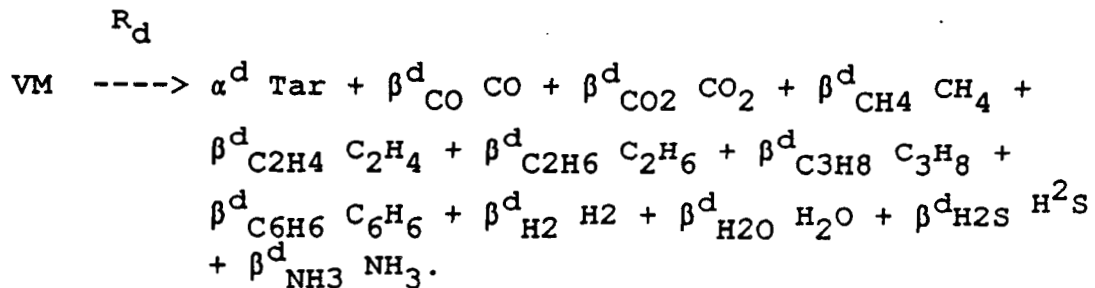 R_d
VM ----> α^d Tar + β^d_CO CO + β^d_CO2 CO_2 + β^d_CH4 CH_4 +
β^d_C2H4 C_2H_4 + β^d_C2H6 C_2H_6 + β^d_C3H8 C_3H_8 +
β^d_C6H6 C_6H_6 + β^d_H2 H2 + β^d_H2O H_2O + β^dH2S H^2S
+ β^d_NH3 NH_3.